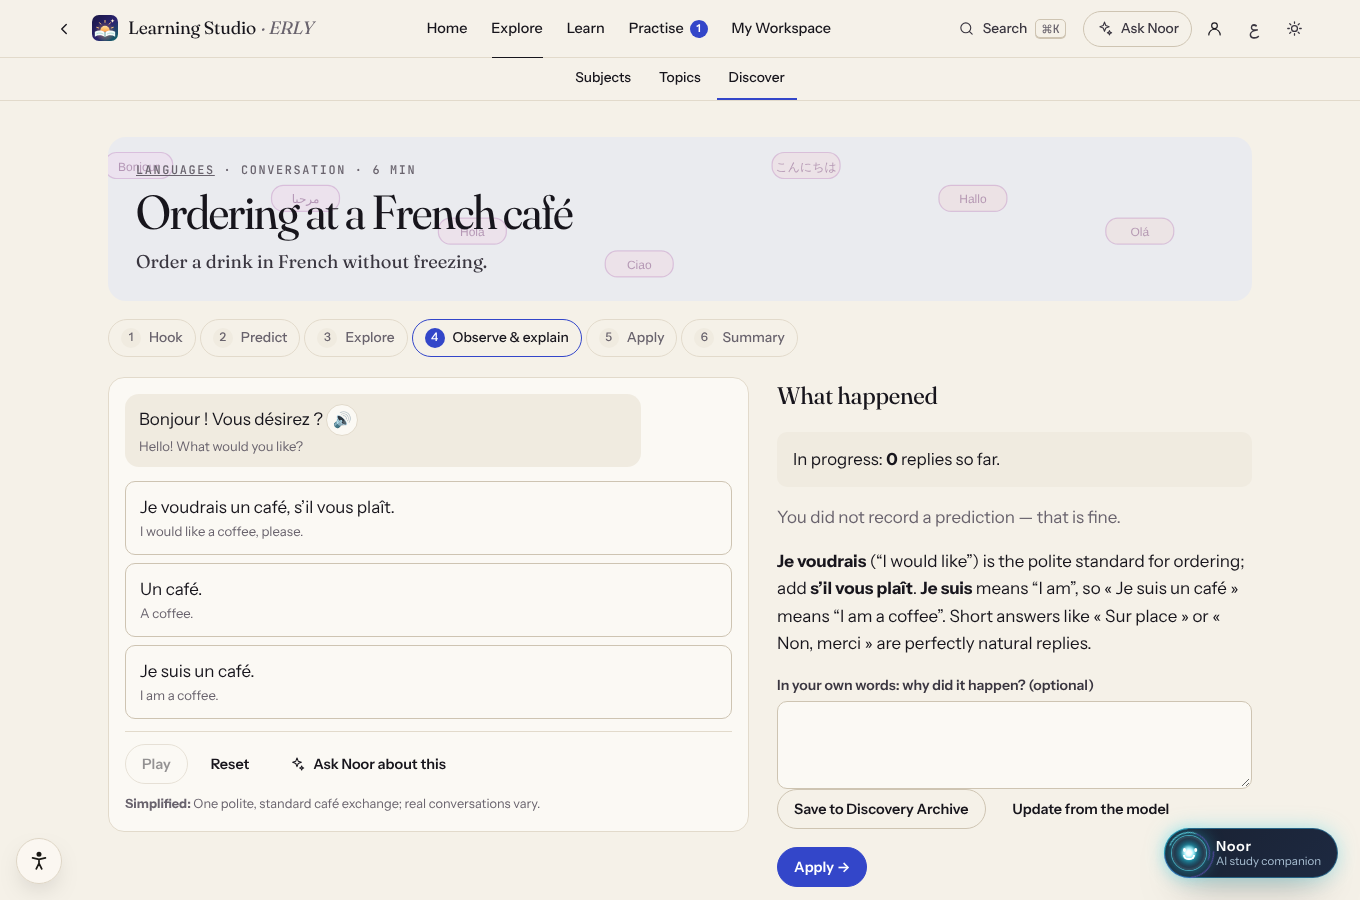 Learning Studio · ERLY
Home
Explore
Learn
Practise 1
My Workspace
Search ⌘K
Ask Noor
ع
Subjects
Topics
Discover
Bonjour
LANGUAGES · CONVERSATION · 6 MIN
こんにちは
مرحبا
Hallo
Ordering at a French café
Hola
Olá
Order a drink in French without freezing.
Ciao
1 Hook
2 Predict
3 Explore
4 Observe & explain
5 Apply
6 Summary
Bonjour ! Vous désirez ?
Hello! What would you like?
Je voudrais un café, s’il vous plaît.
I would like a coffee, please.
Un café.
A coffee.
Je suis un café.
I am a coffee.
Play
Reset
Ask Noor about this
Simplified: One polite, standard café exchange; real conversations vary.
What happened
In progress: 0 replies so far.
You did not record a prediction — that is fine.
Je voudrais (“I would like”) is the polite standard for ordering;
add s’il vous plaît. Je suis means “I am”, so « Je suis un café »
means “I am a coffee”. Short answers like « Sur place » or «
Non, merci » are perfectly natural replies.
In your own words: why did it happen? (optional)
Save to Discovery Archive
Update from the model
Apply →
Noor
AI study companion